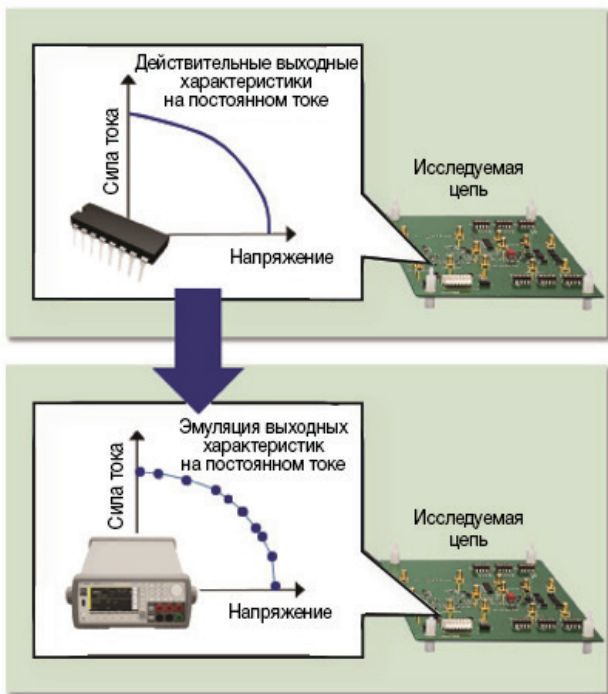 Действительные выходные
характеристики
на постоянном токе
Сила тока
Напряжение
Исследуемая
цепь
Эмуляция выходных
характеристик
на постоянном токе
Сила тока
Напряжение
Исследуемая
цепь